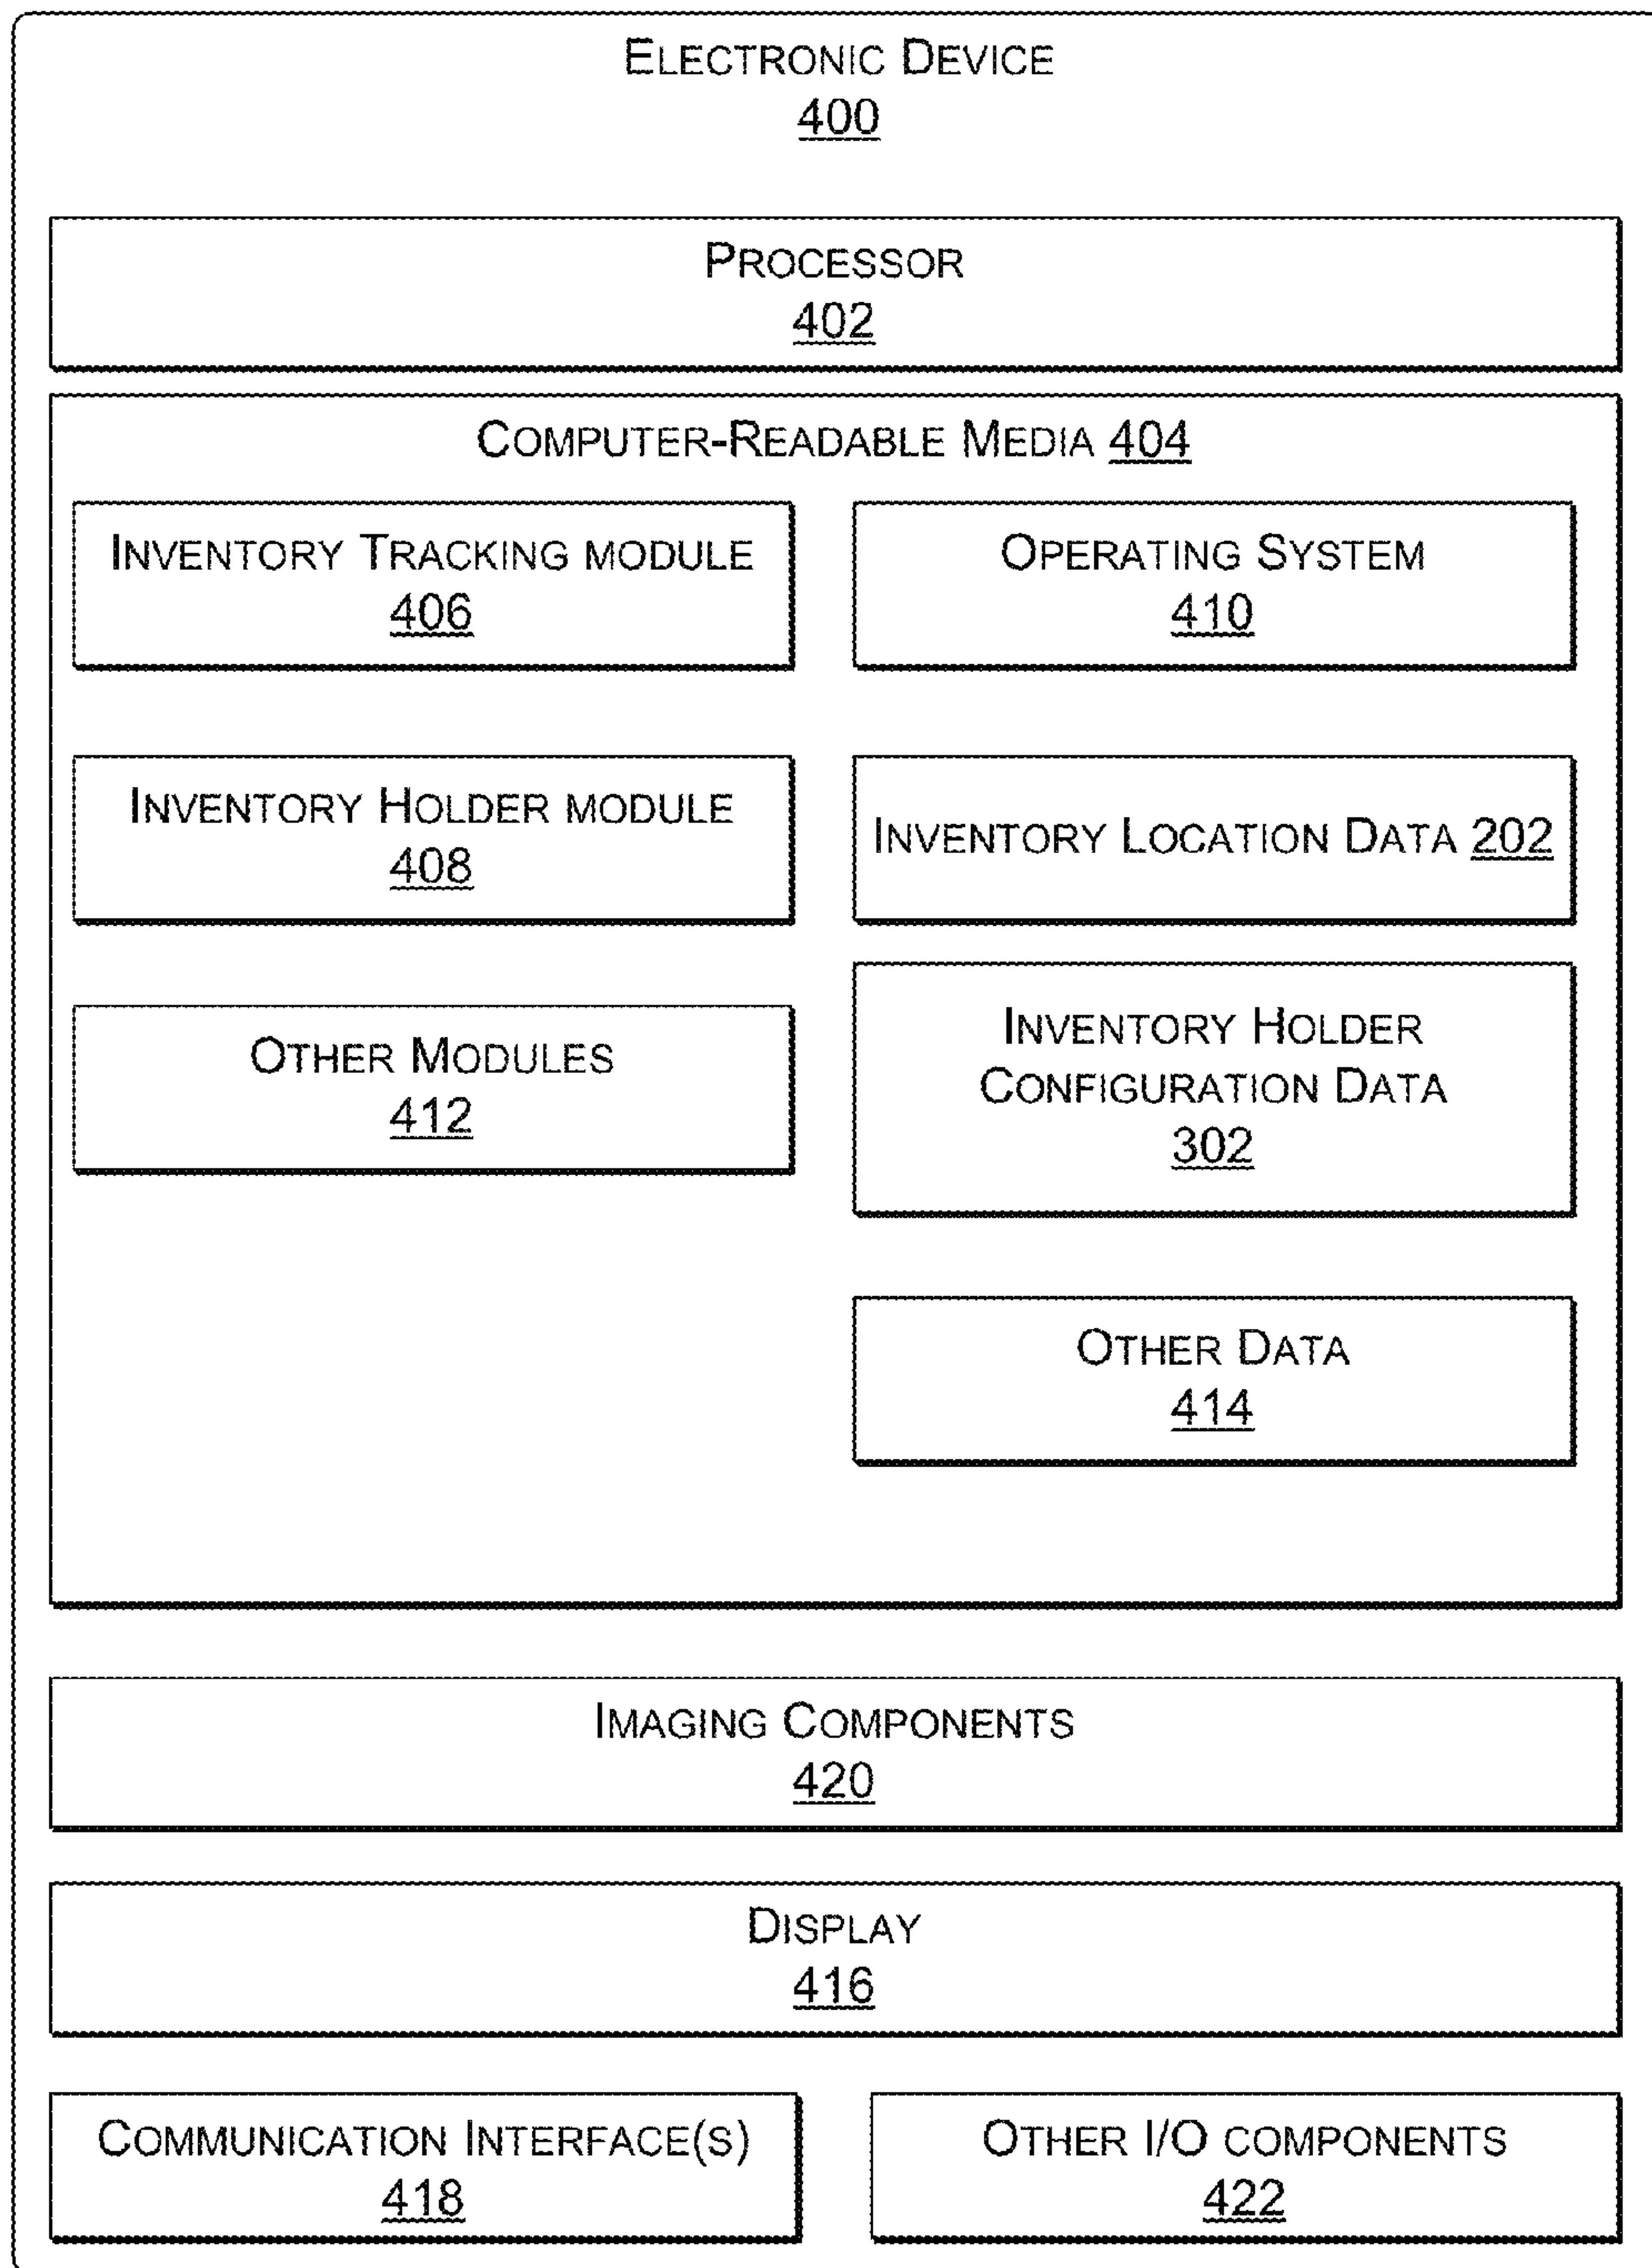 ELECTRONIC DEVICE
400
PROCESSOR
402
COMPUTER-READABLE MEDIA 404
INVENTORY TRACKING MODULE
406
OPERATING SYSTEM
410
INVENTORY HOLDER MODULE
408
INVENTORY LOCATION DATA 202
OTHER MODULES
412
INVENTORY HOLDER
CONFIGURATION DATA
302
OTHER DATA
414
IMAGING COMPONENTS
420
DISPLAY
416
COMMUNICATION INTERFACE(S)
418
OTHER I/O COMPONENTS
422